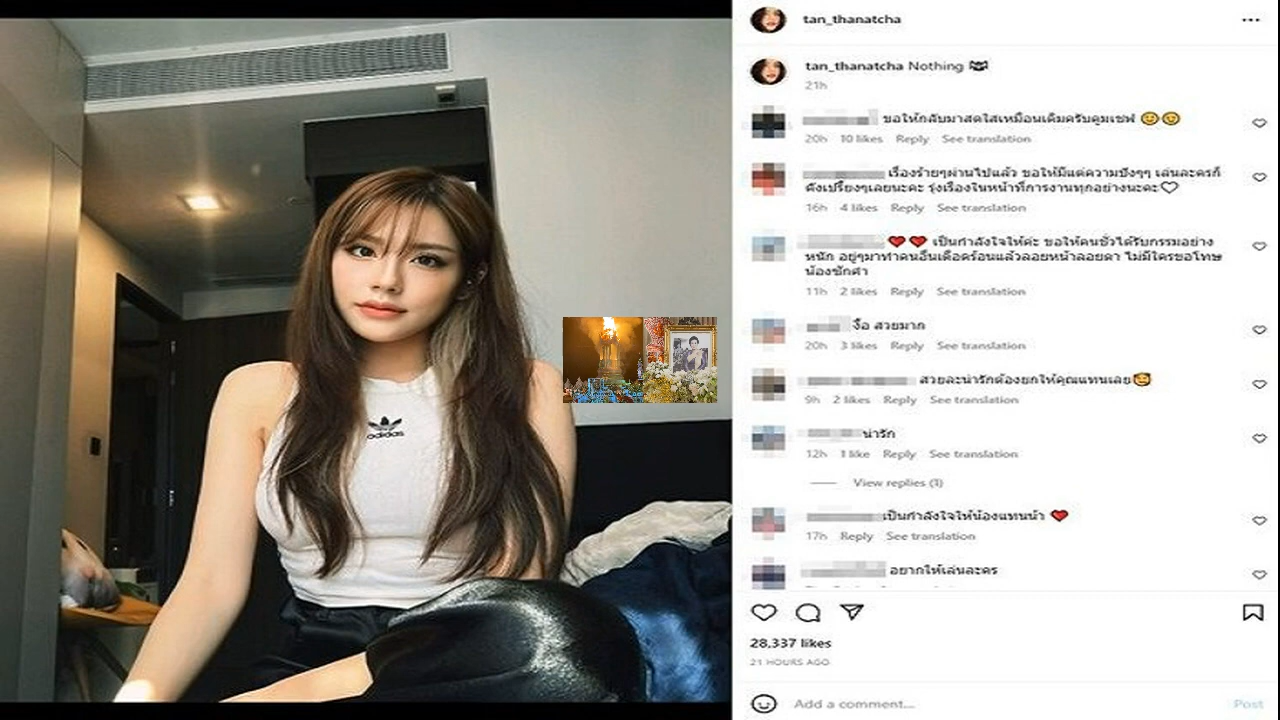 adidas
tan_thanatcha
tan_thanatcha Nothing
21h
ขอให้กลับมาสดใสเหมือนเดิมครับคุณเชฟ
20h 10 likes Reply See translation
เรื่องร้ายๆผ่านไปแล้ว ขอให้มีแต่ความปังๆๆ เล่นละครก็
ดังเปรี้ยงๆเลยนะคะ รุ่งเรืองในหน้าที่การงานทุกอย่างนะคะ
16h 4 likes Reply See translation
เป็นกำลังใจให้ค่ะ ขอให้คนชั่วได้รับกรรมอย่าง
หนัก อยู่ๆมาทำคนอื่นเดือดร้อนแล้วลอยหน้าลอยตา ไม่มีใครขอโทษ
น้องซักคำ
11h 2 likes Reply See translation
งื้อ สวยมาก
20h 3 likes Reply See translation
สวยละน่ารักต้องยกให้คุณแทนเลย
9h 2 likes Reply See translation
น่ารัก
12h 1 like Reply See translation
View replies (1)
เป็นกำลังใจให้น้องแทนน้า
17h Reply See translation
อยากให้เล่นละคร
28,337 likes
21 HOURS AGO
Add a comment...
Post